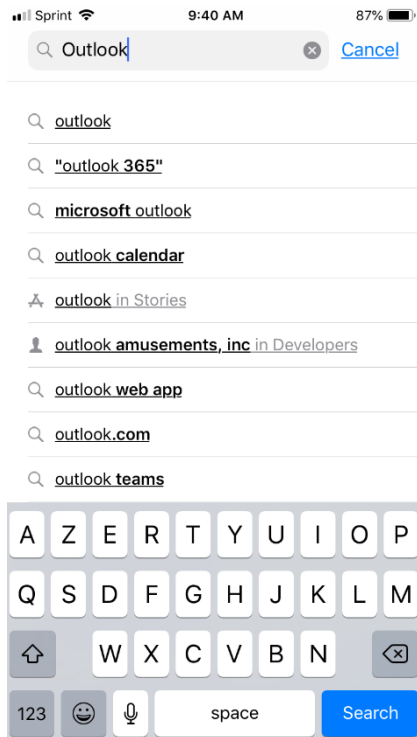 Sprint 9:40 AM 87%
Outlook Cancel
outlook
"outlook 365"
microsoft outlook
outlook calendar
outlook in Stories
outlook amusements, inc in Developers
outlook web app
outlook.com
outlook teams
A Z E R T Y U I O P
Q S D F G H J K L M
W X C V B N
123 space Search